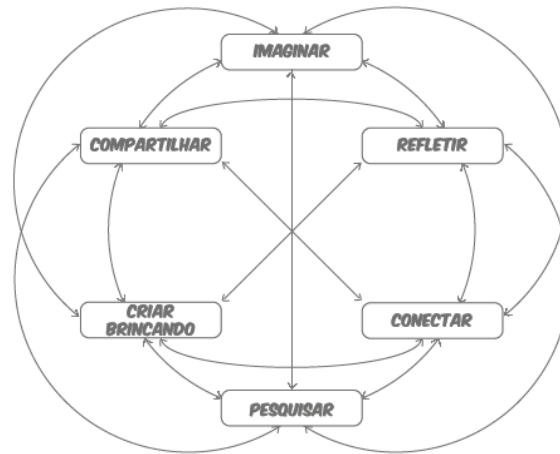 IMAGINAR
COMPARTILHAR
REFLETIR
CRIAR
BRINCANDO
CONECTAR
PESQUISAR